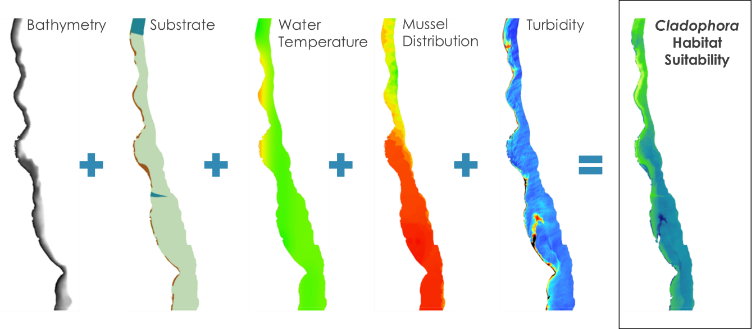 Bathymetry
Substrate
Water
Temperature
Mussel
Distribution
Turbidity
Cladophora
Habitat
Suitability